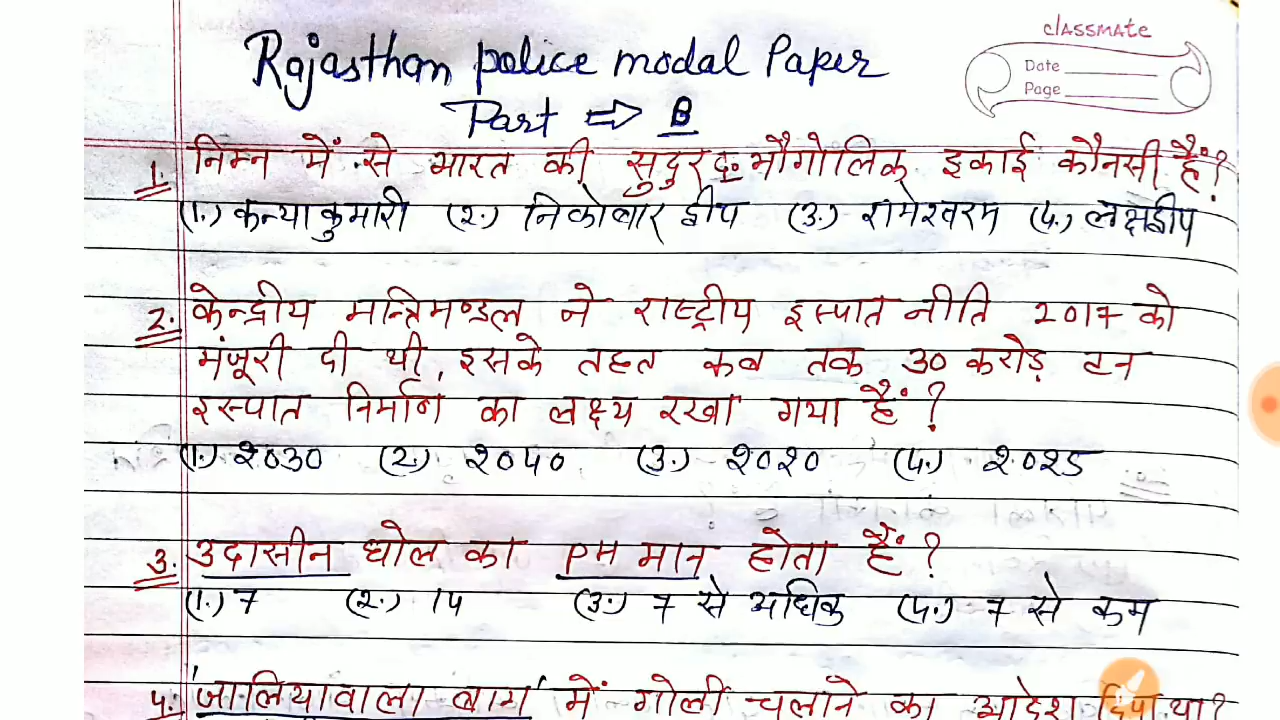 Rajasthan police modal Paper
classmate
Date
Page
Part ⇨ B
1. निम्न में से भारत की सुदुर द० भौगोलिक इकाई कौनसी हैं?
(1.) कन्याकुमारी (2.) निकोबार द्वीप (3.) रामेश्वरम (4.) लक्षद्वीप
2. केन्द्रीय मन्त्रिमण्डल ने राष्ट्रीय इस्पात नीति 2017 को
मंजूरी दी थी, इसके तहत कब तक 30 करोड़ टन
इस्पात निर्माण का लक्ष्य रखा गया हैं?
(1.) 2030 (2.) 2040 (3.) 2020 (4.) 2025
3. उदासीन घोल का PH मान होता हैं?
(1.) 7 (2.) 14 (3.) 7 से अधिक (4.) 7 से कम
4. 'जालियावाला बाग' में गोली चलाने का आदेश दिया था?